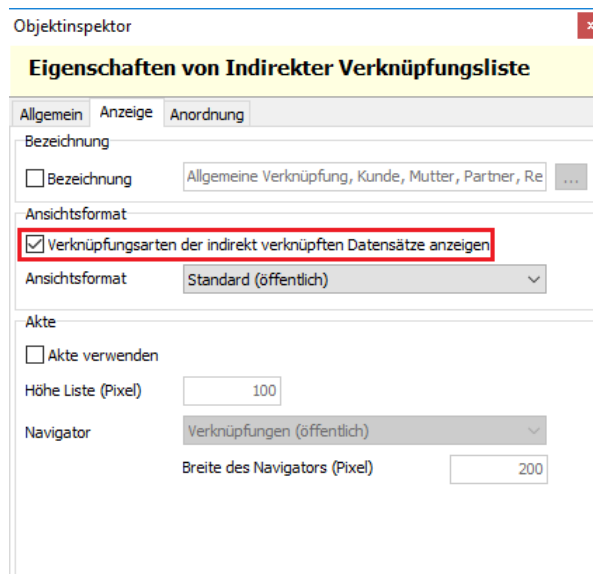 Objektinspektor
Eigenschaften von Indirekter Verknüpfungsliste
Allgemein Anzeige Anordnung
Bezeichnung
Bezeichnung Allgemeine Verknüpfung, Kunde, Mutter, Partner, Re ...
Ansichtsformat
Verknüpfungsarten der indirekt verknüpften Datensätze anzeigen
Ansichtsformat Standard (öffentlich)
Akte
Akte verwenden
Höhe Liste (Pixel) 100
Navigator Verknüpfungen (öffentlich)
Breite des Navigators (Pixel) 200